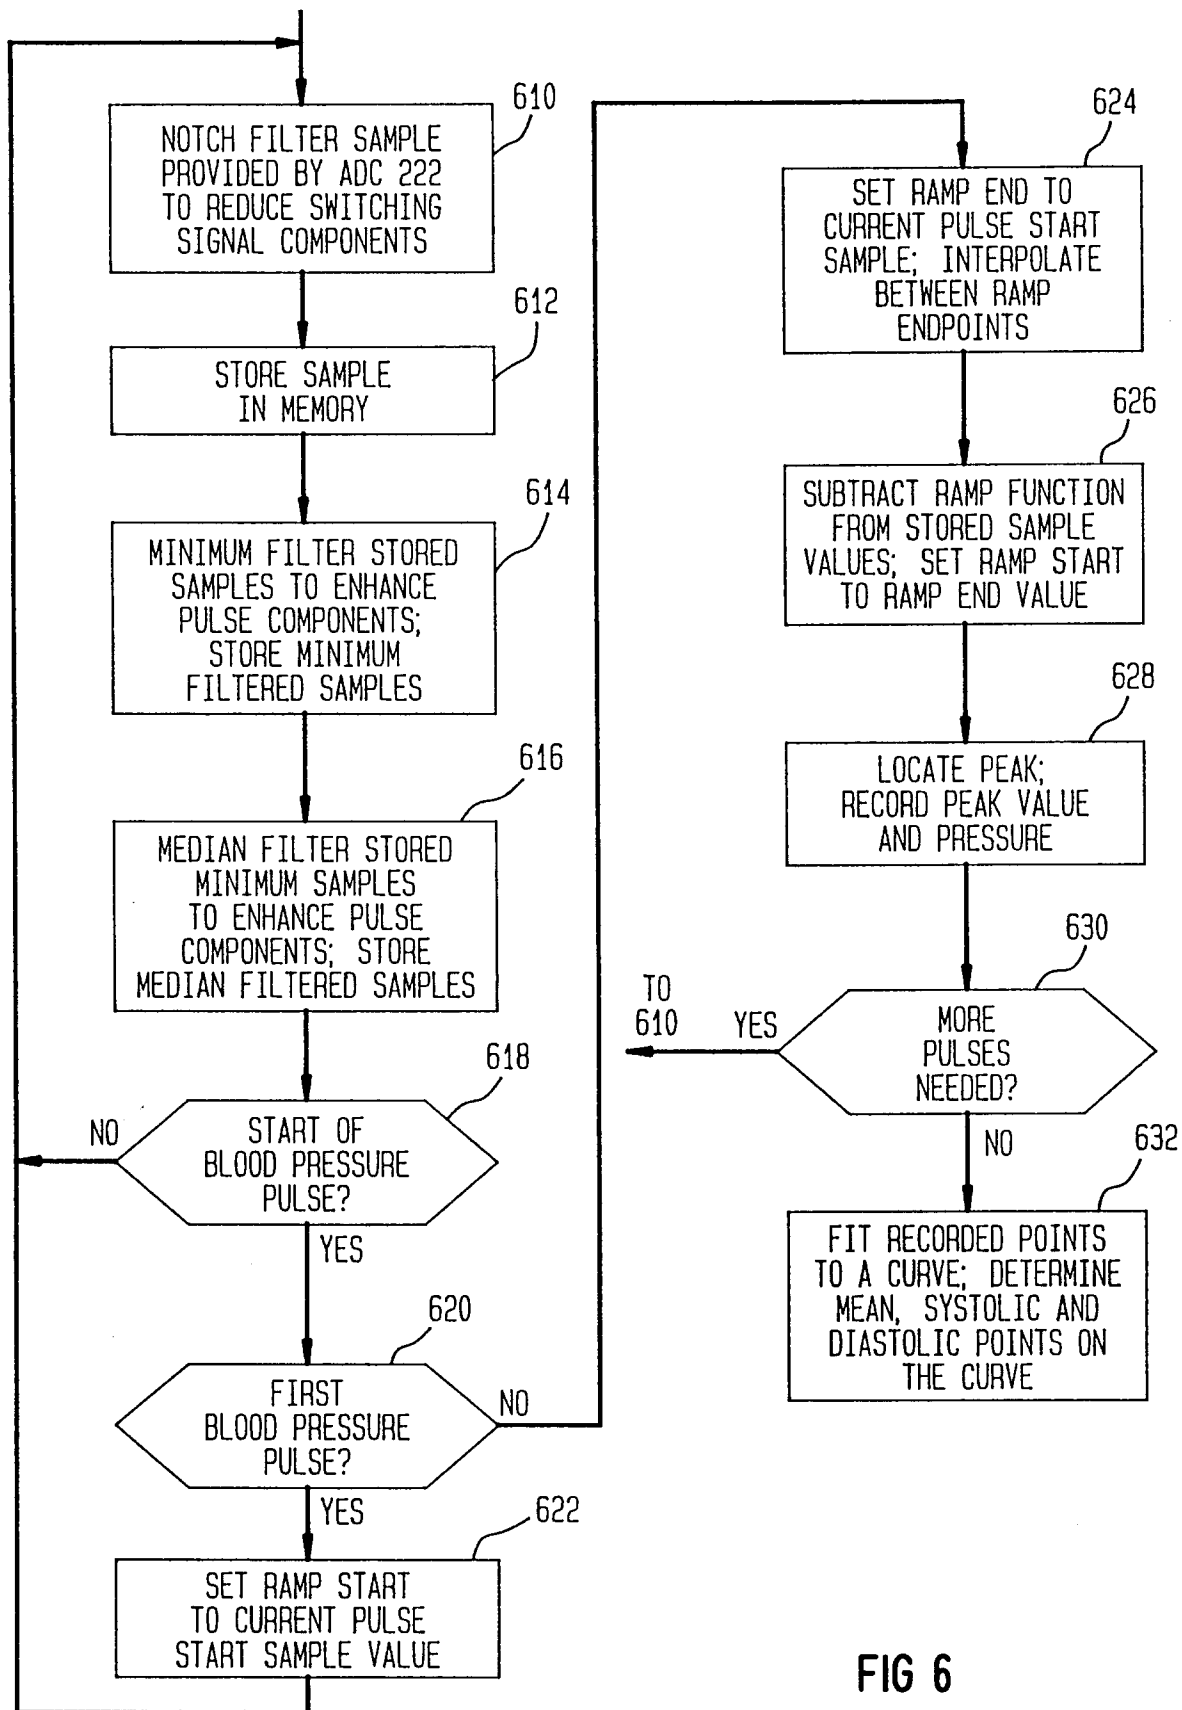 610
NOTCH FILTER SAMPLE
PROVIDED BY ADC 222
TO REDUCE SWITCHING
SIGNAL COMPONENTS
612
STORE SAMPLE
IN MEMORY
614
MINIMUM FILTER STORED
SAMPLES TO ENHANCE
PULSE COMPONENTS;
STORE MINIMUM
FILTERED SAMPLES
616
MEDIAN FILTER STORED
MINIMUM SAMPLES
TO ENHANCE PULSE
COMPONENTS; STORE
MEDIAN FILTERED SAMPLES
618
START OF
BLOOD PRESSURE
PULSE?
NO
YES
620
FIRST
BLOOD PRESSURE
PULSE?
NO
YES
622
SET RAMP START
TO CURRENT PULSE
START SAMPLE VALUE
624
SET RAMP END TO
CURRENT PULSE START
SAMPLE; INTERPOLATE
BETWEEN RAMP
ENDPOINTS
626
SUBTRACT RAMP FUNCTION
FROM STORED SAMPLE
VALUES; SET RAMP START
TO RAMP END VALUE
628
LOCATE PEAK;
RECORD PEAK VALUE
AND PRESSURE
630
MORE
PULSES
NEEDED?
YES
TO
610
NO
632
FIT RECORDED POINTS
TO A CURVE; DETERMINE
MEAN, SYSTOLIC AND
DIASTOLIC POINTS ON
THE CURVE
FIG 6